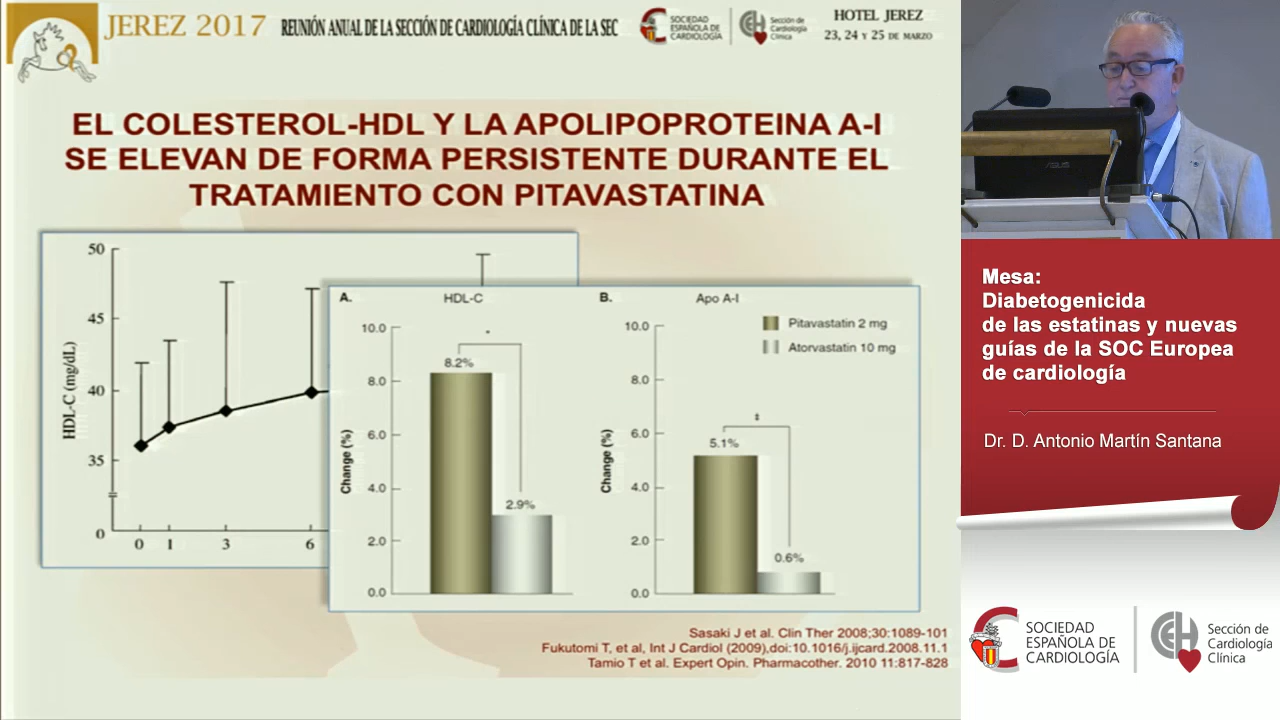 JEREZ 2017
REUNIÓN ANUAL DE LA SECCIÓN DE CARDIOLOGÍA CLÍNICA DE LA SEC
SOCIEDAD
ESPAÑOLA DE
CARDIOLOGÍA
Sección de
Cardiología
Clínica
HOTEL JEREZ
23, 24 Y 25 DE MARZO
EL COLESTEROL-HDL Y LA APOLIPOPROTEINA A-I
SE ELEVAN DE FORMA PERSISTENTE DURANTE EL
TRATAMIENTO CON PITAVASTATINA
HDL-C (mg/dL)
50
45
40
35
0
0 1 3 6
A. HDL-C
Change (%)
10.0
8.0
6.0
4.0
2.0
0.0
*
8.2%
2.9%
B. Apo A-I
Change (%)
10.0
8.0
6.0
4.0
2.0
0.0
‡
5.1%
0.6%
Pitavastatin 2 mg
Atorvastatin 10 mg
Sasaki J et al. Clin Ther 2008;30:1089-101
Fukutomi T, et al, Int J Cardiol (2009),doi:10.1016/j.ijcard.2008.11.1
Tamio T et al. Expert Opin. Pharmacother. 2010 11:817-828
ASUS
Mesa:
Diabetogenicida
de las estatinas y nuevas
guías de la SOC Europea
de cardiología
Dr. D. Antonio Martín Santana
SOCIEDAD
ESPAÑOLA DE
CARDIOLOGÍA
Sección de
Cardiología
Clínica